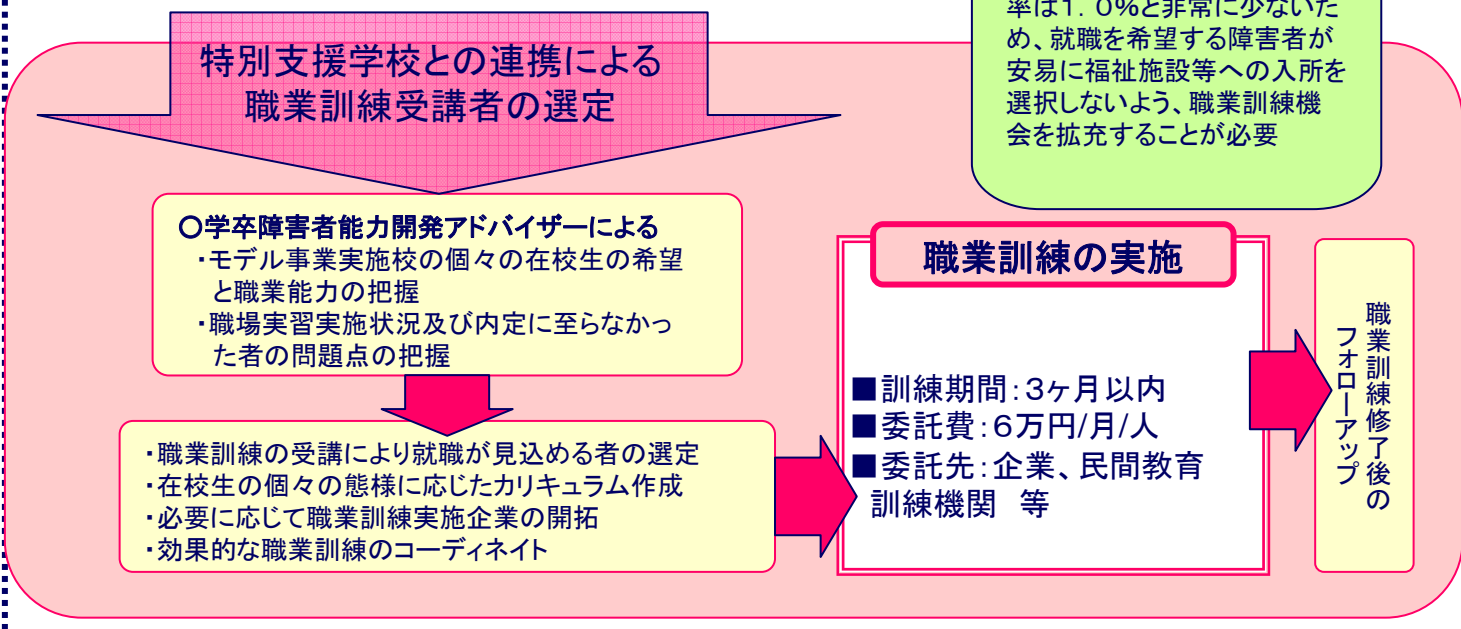 率は1．0％と非常に少ないた
め、就職を希望する障害者が
安易に福祉施設等への入所を
選択しないよう、職業訓練機
会を拡充することが必要
特別支援学校との連携による
職業訓練受講者の選定
○学卒障害者能力開発アドバイザーによる
・モデル事業実施校の個々の在校生の希望
と職業能力の把握
・職場実習実施状況及び内定に至らなかっ
た者の問題点の把握
・職業訓練の受講により就職が見込める者の選定
・在校生の個々の態様に応じたカリキュラム作成
・必要に応じて職業訓練実施企業の開拓
・効果的な職業訓練のコーディネイト
職業訓練の実施
■訓練期間：3ヶ月以内
■委託費：6万円/月/人
■委託先：企業、民間教育
訓練機関　等
職業訓練修了後の
フォローアップ